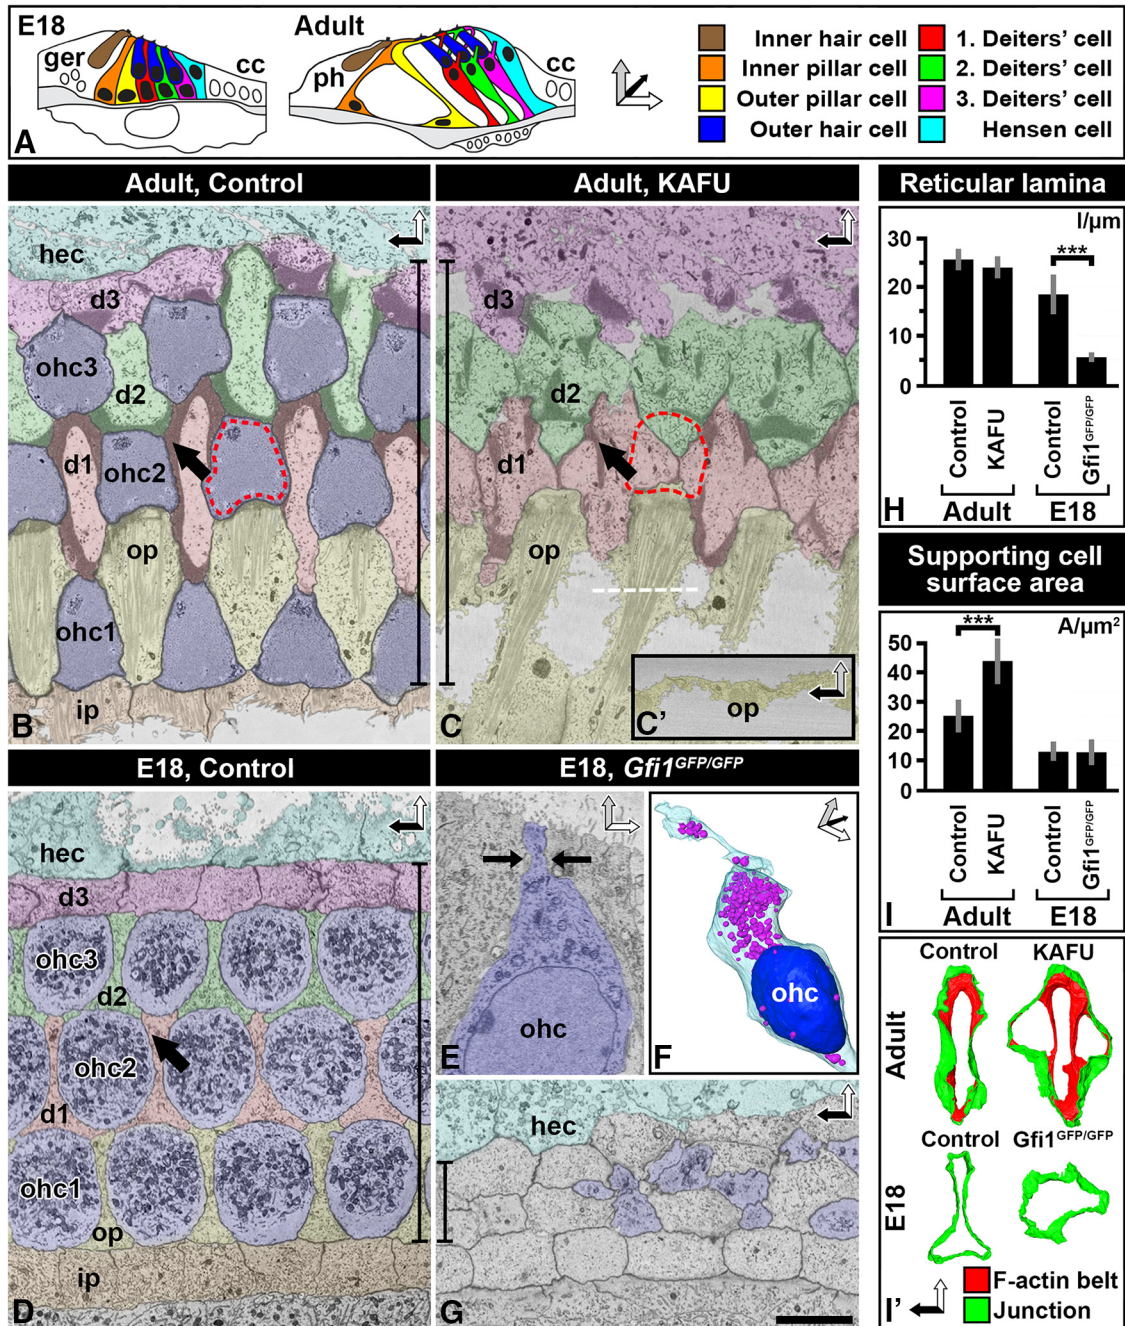 E18
ger
cc
Adult
ph
cc
Inner hair cell
Inner pillar cell
Outer pillar cell
Outer hair cell
1. Deiters’ cell
2. Deiters’ cell
3. Deiters’ cell
Hensen cell
A
Adult, Control
hec
d3
ohc3
d2
d1
ohc2
op
ohc1
ip
B
Adult, KAFU
d3
d2
d1
op
C
C’
op
E18, Control
hec
d3
ohc3
d2
ohc2
d1
ohc1
op
ip
D
E18, Gfi1GFP/GFP
ohc
E
ohc
F
hec
G
Reticular lamina
l/µm
30
20
10
0
***
Control
KAFU
Control
Gfi1GFP/GFP
Adult
E18
H
Supporting cell
surface area
A/µm2
50
40
30
20
10
0
***
Control
KAFU
Control
Gfi1GFP/GFP
Adult
E18
I
Control
KAFU
Adult
Control
Gfi1GFP/GFP
E18
F-actin belt
Junction
I’